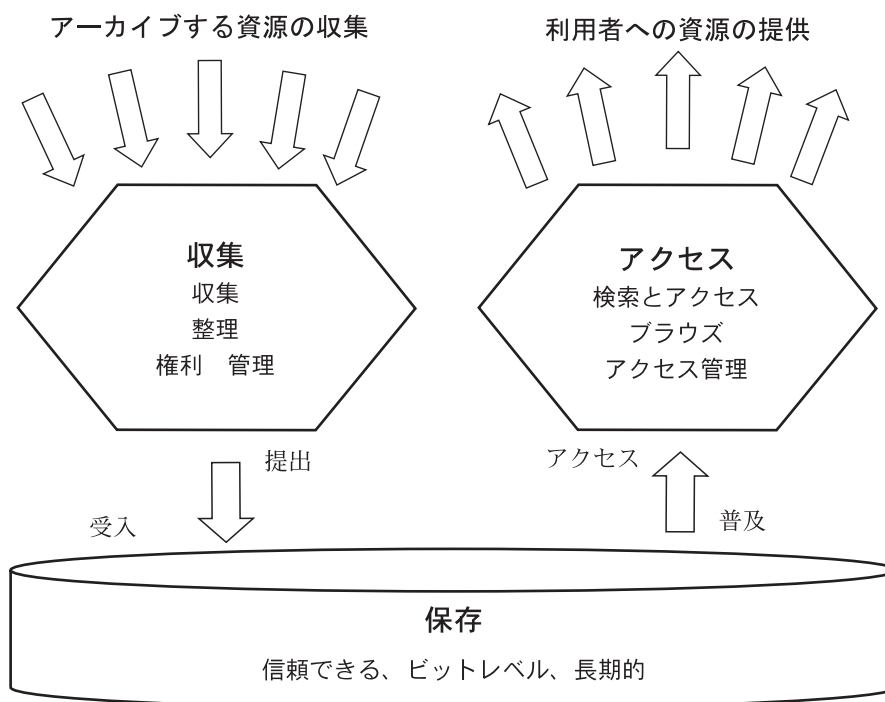 アーカイブする資源の収集
利用者への資源の提供
収集
収集
整理
権利　管理
アクセス
検索とアクセス
ブラウズ
アクセス管理
提出
受入
アクセス
普及
保存
信頼できる、ビットレベル、長期的